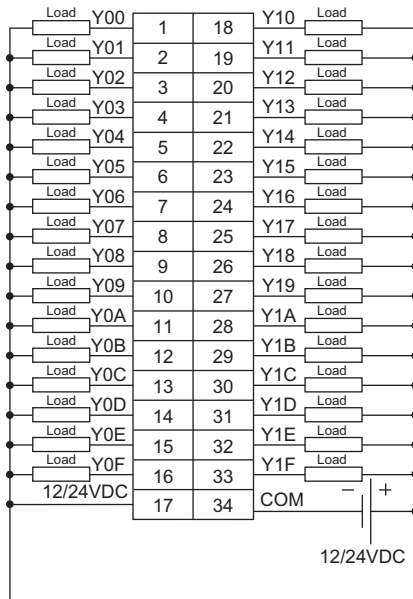 Load Y00 1 18 Y10 Load
Load Y01 2 19 Y11 Load
Load Y02 3 20 Y12 Load
Load Y03 4 21 Y13 Load
Load Y04 5 22 Y14 Load
Load Y05 6 23 Y15 Load
Load Y06 7 24 Y16 Load
Load Y07 8 25 Y17 Load
Load Y08 9 26 Y18 Load
Load Y09 10 27 Y19 Load
Load Y0A 11 28 Y1A Load
Load Y0B 12 29 Y1B Load
Load Y0C 13 30 Y1C Load
Load Y0D 14 31 Y1D Load
Load Y0E 15 32 Y1E Load
Load Y0F 16 33 Y1F Load
12/24VDC 17 34 COM − +
12/24VDC